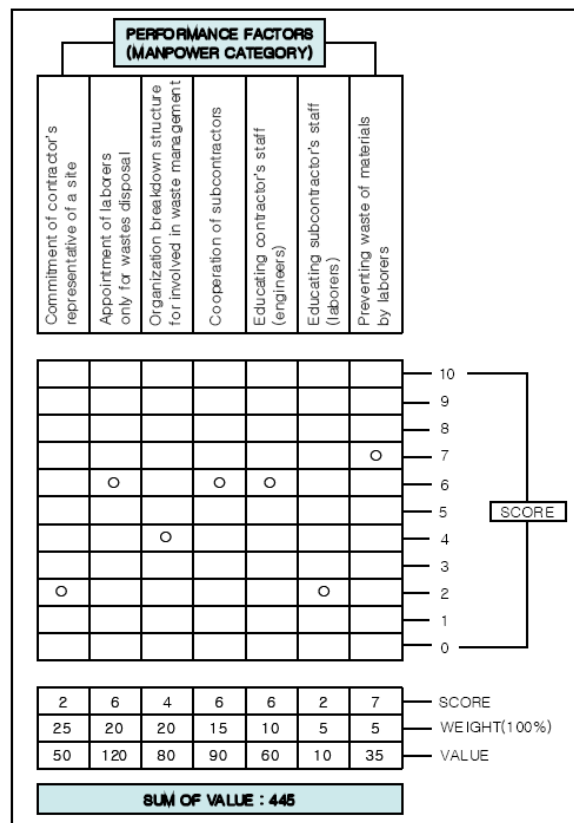 PERFORMANCE FACTORS
(MANPOWER CATEGORY)
Commitment of contractor's
representative of a site
Appointment of laborers
only for wastes disposal
Organization breakdown structure
for involved in waste management
Cooperation of subcontractors
Educating contractor's staff
(engineers)
Educating subcontractor's staff
(laborers)
Preventing waste of materials
by laborers
10
9
8
7
6
5
4
3
2
1
0
SCORE
2 6 4 6 6 2 7 SCORE
25 20 20 15 10 5 5 WEIGHT(100%)
50 120 80 90 60 10 35 VALUE
SUM OF VALUE : 445